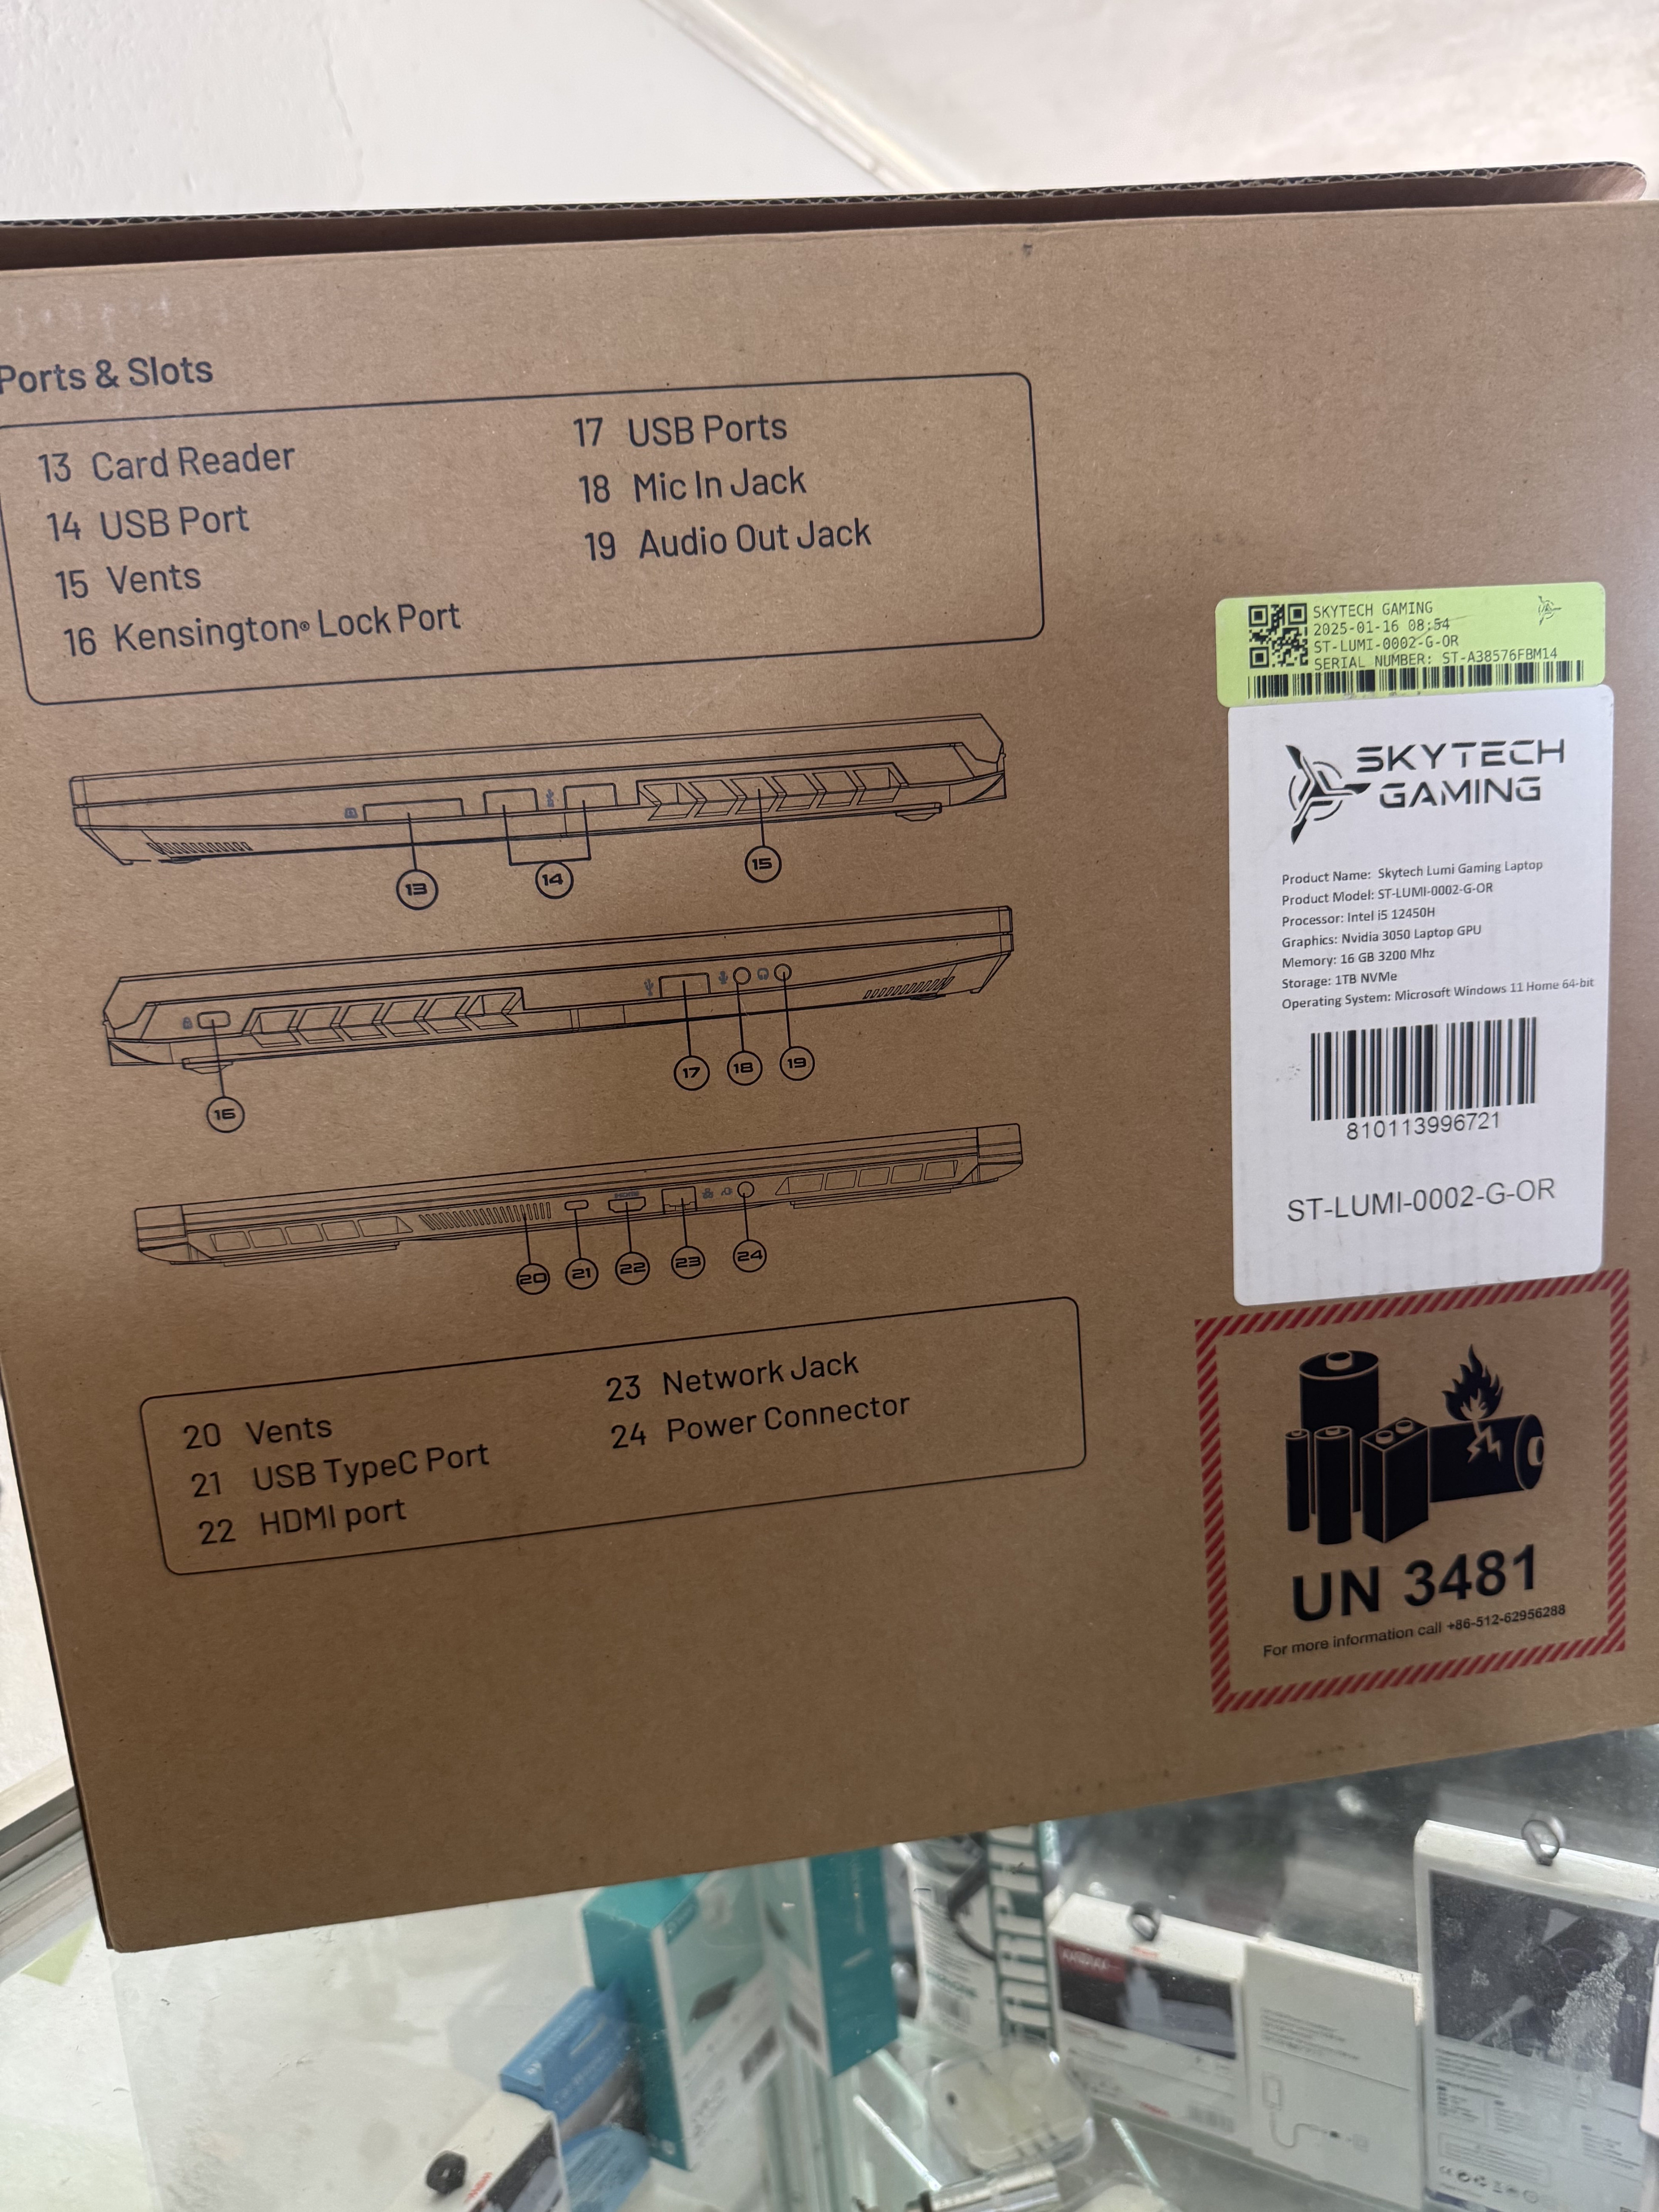 Ports & Slots
13 Card Reader
14 USB Port
15 Vents
16 Kensington® Lock Port
17 USB Ports
18 Mic In Jack
19 Audio Out Jack
13
14
15
16
17
18
19
HDMI
20
21
22
23
24
20 Vents
21 USB TypeC Port
22 HDMI port
23 Network Jack
24 Power Connector
SKYTECH GAMING
2025-01-16 08:54
ST-LUMI-0002-G-OR
SERIAL NUMBER: ST-A38576FBM14
SKYTECH
GAMING
Product Name: Skytech Lumi Gaming Laptop
Product Model: ST-LUMI-0002-G-OR
Processor: Intel i5 12450H
Graphics: Nvidia 3050 Laptop GPU
Memory: 16 GB 3200 Mhz
Storage: 1TB NVMe
Operating System: Microsoft Windows 11 Home 64-bit
810113996721
ST-LUMI-0002-G-OR
UN 3481
For more information call +86-512-62956288